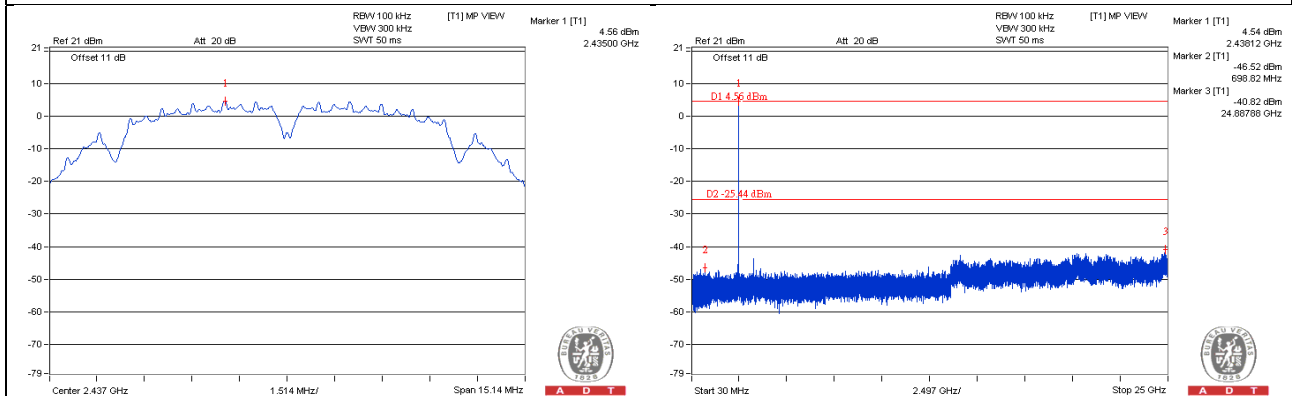 RBW 100 kHz [T1] MP VIEW
VBW 300 kHz
Ref 21 dBm Att 20 dB SWT 50 ms
Marker 1 [T1]
4.56 dBm
2.43500 GHz
21
Offset 11 dB
10
1
0
-10
-20
-30
-40
-50
-60
-70
-79
Center 2.437 GHz 1.514 MHz/ Span 15.14 MHz
BUREAU VERITAS
1828
A D T
RBW 100 kHz [T1] MP VIEW
VBW 300 kHz
Ref 21 dBm Att 20 dB SWT 50 ms
Marker 1 [T1]
4.54 dBm
2.43812 GHz
Marker 2 [T1]
-46.52 dBm
698.82 MHz
Marker 3 [T1]
-40.82 dBm
24.88788 GHz
21
Offset 11 dB
10
1
D1 4.56 dBm
0
-10
-20
D2 -25.44 dBm
-30
-40
2
3
-50
-60
-70
-79
Start 30 MHz 2.497 GHz/ Stop 25 GHz
BUREAU VERITAS
1828
A D T